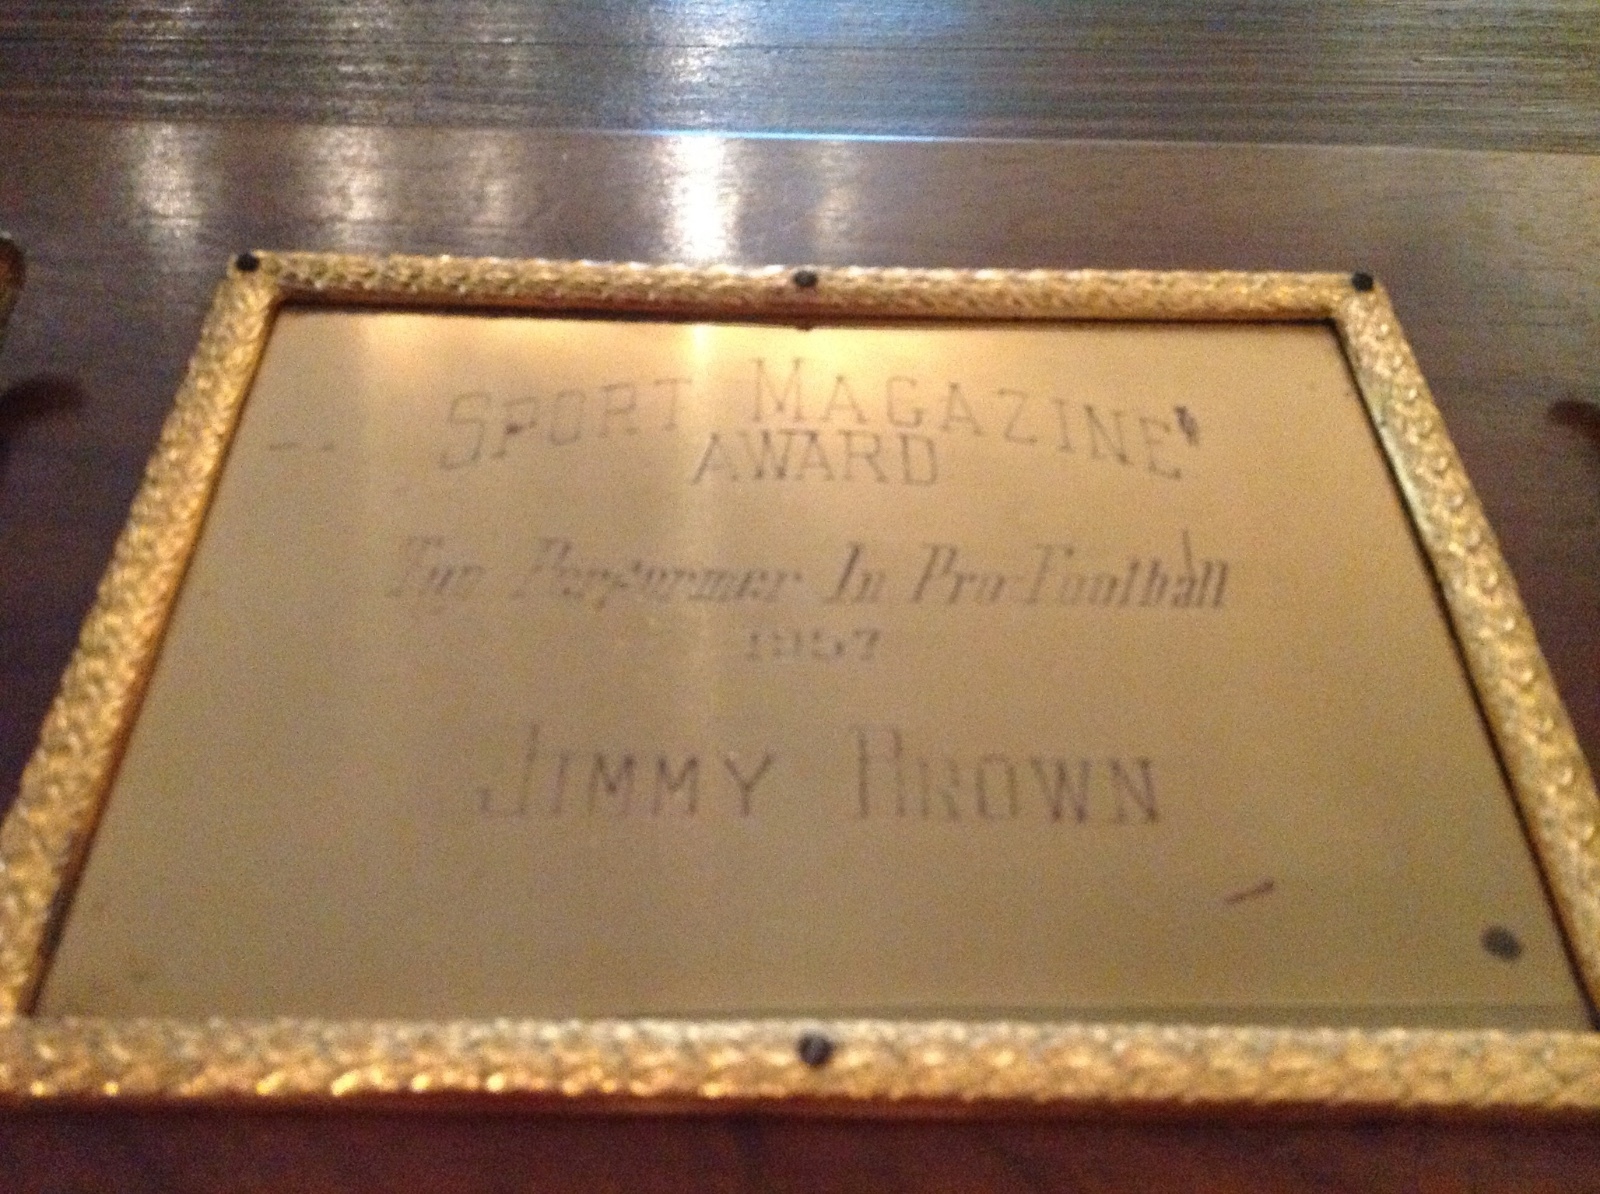 SPORT MAGAZINE'S
AWARD
Top Performer In Pro-Football
1957
JIMMY BROWN